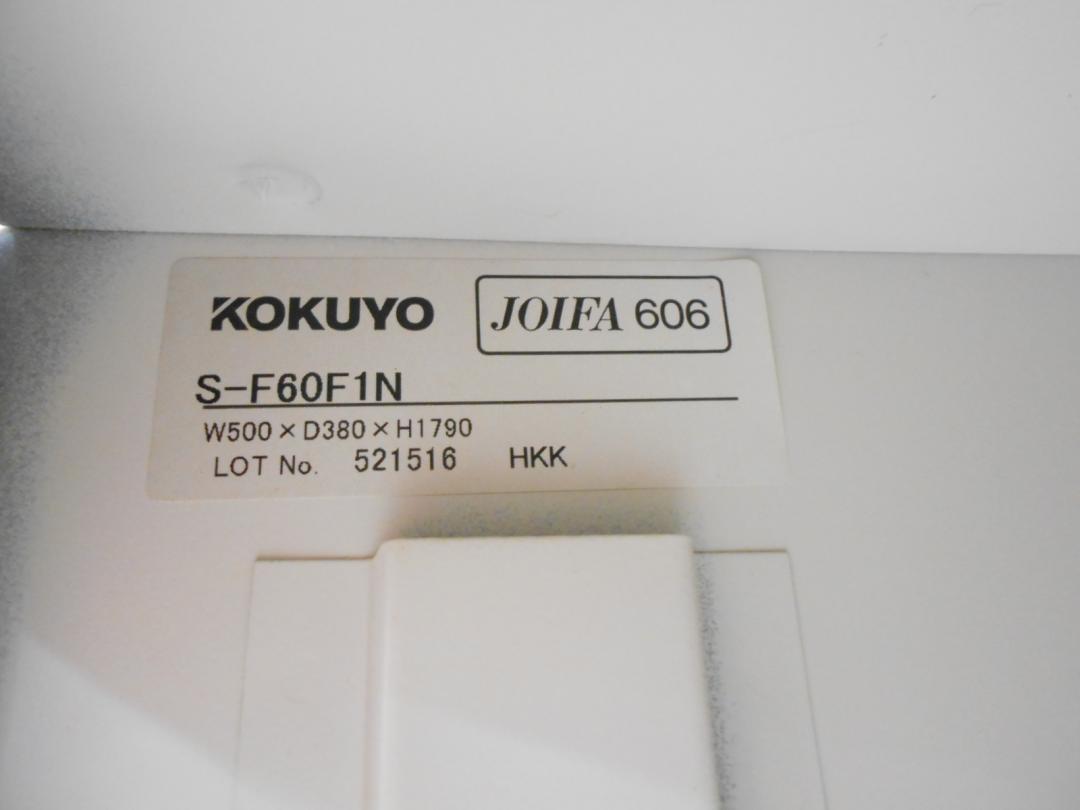 KOKUYO JOIFA 606
S-F60F1N
W500×D380×H1790
LOT No. 521516 HKK